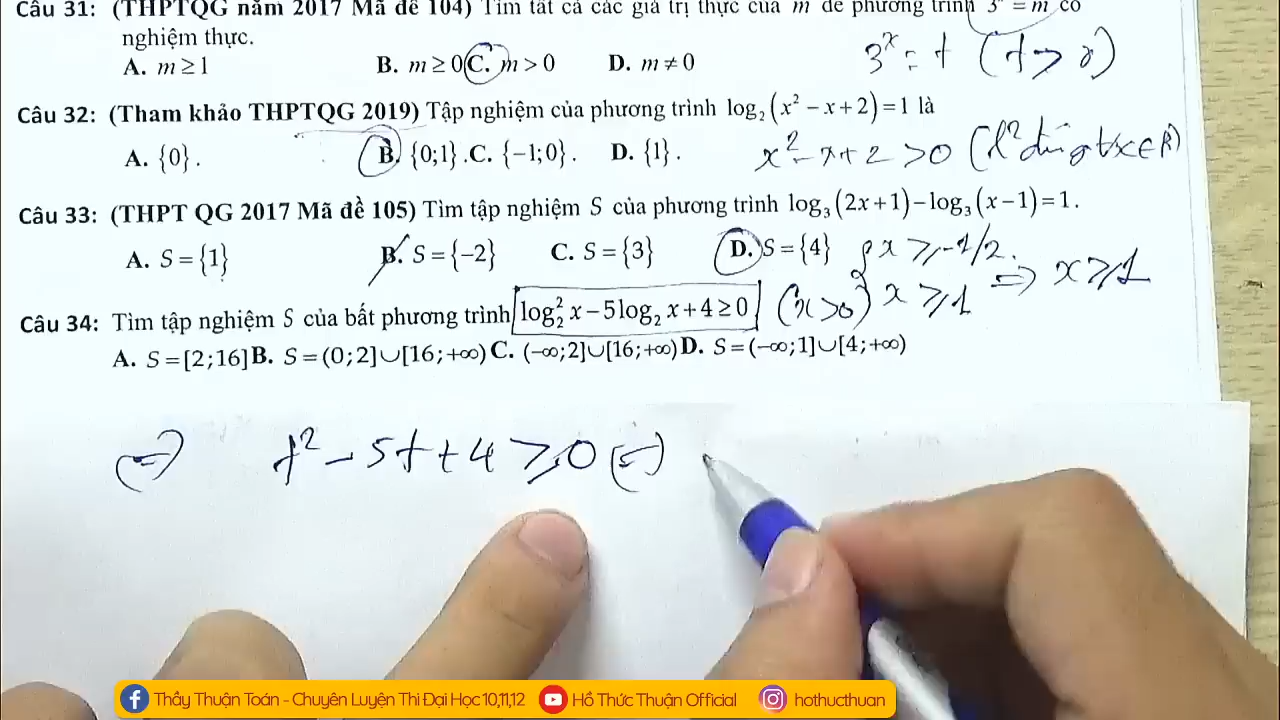 Câu 31: (THPTQG năm 2017 Mã đề 104) Tìm tất cả các giá trị thực của m để phương trình 3ˣ = m có
nghiệm thực.
A. m ≥ 1 B. m ≥ 0 C. m > 0 D. m ≠ 0
3ˣ = t (t > 0)
Câu 32: (Tham khảo THPTQG 2019) Tập nghiệm của phương trình log₂(x² − x + 2) = 1 là
A. {0}. B. {0;1}. C. {−1;0}. D. {1}.
x² − x + 2 > 0 (l² đúng ∀x∈R)
Câu 33: (THPT QG 2017 Mã đề 105) Tìm tập nghiệm S của phương trình log₃(2x+1) − log₃(x−1) = 1.
A. S = {1} B. S = {−2} C. S = {3} D. S = {4}
x ≥ −1/2.
x ≥ 1 ⇒ x ≥ 1
Câu 34: Tìm tập nghiệm S của bất phương trình log₂² x − 5log₂ x + 4 ≥ 0 (x > 0)
A. S = [2;16] B. S = (0;2]∪[16;+∞) C. (−∞;2]∪[16;+∞) D. S = (−∞;1]∪[4;+∞)
(=) t² − 5t + 4 ≥ 0 (=)
Thầy Thuận Toán - Chuyên Luyện Thi Đại Học 10,11,12 Hồ Thức Thuận Official hothucthuan